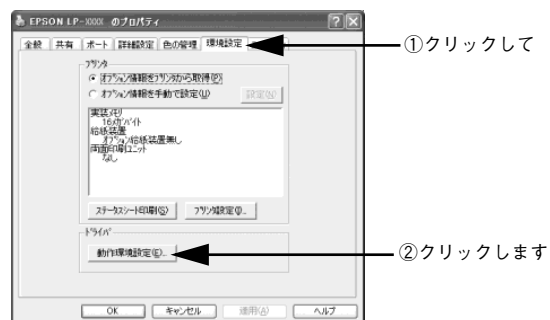 EPSON LP-XXXX のプロパティ
全般 共有 ポート 詳細設定 色の管理 環境設定
①クリックして
プリンタ
オプション情報をプリンタから取得(P)
オプション情報を手動で設定(U) 設定(N)
実装メモリ
16メガバイト
給紙装置
オプション給紙装置無し
両面印刷ユニット
なし
ステータスシート印刷(S) プリンタ設定(I)...
ドライバ
動作環境設定(E)...
②クリックします
OK キャンセル 適用(A) ヘルプ